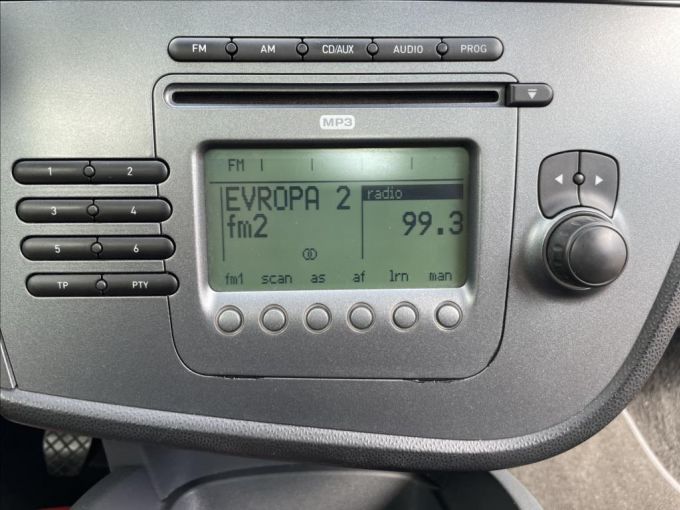 FM AM CD/AUX AUDIO PROG
MP3
FM
EVROPA 2 radio
fm2 99.3
fm1 scan as af lrn man
1 2
3 4
5 6
TP PTY